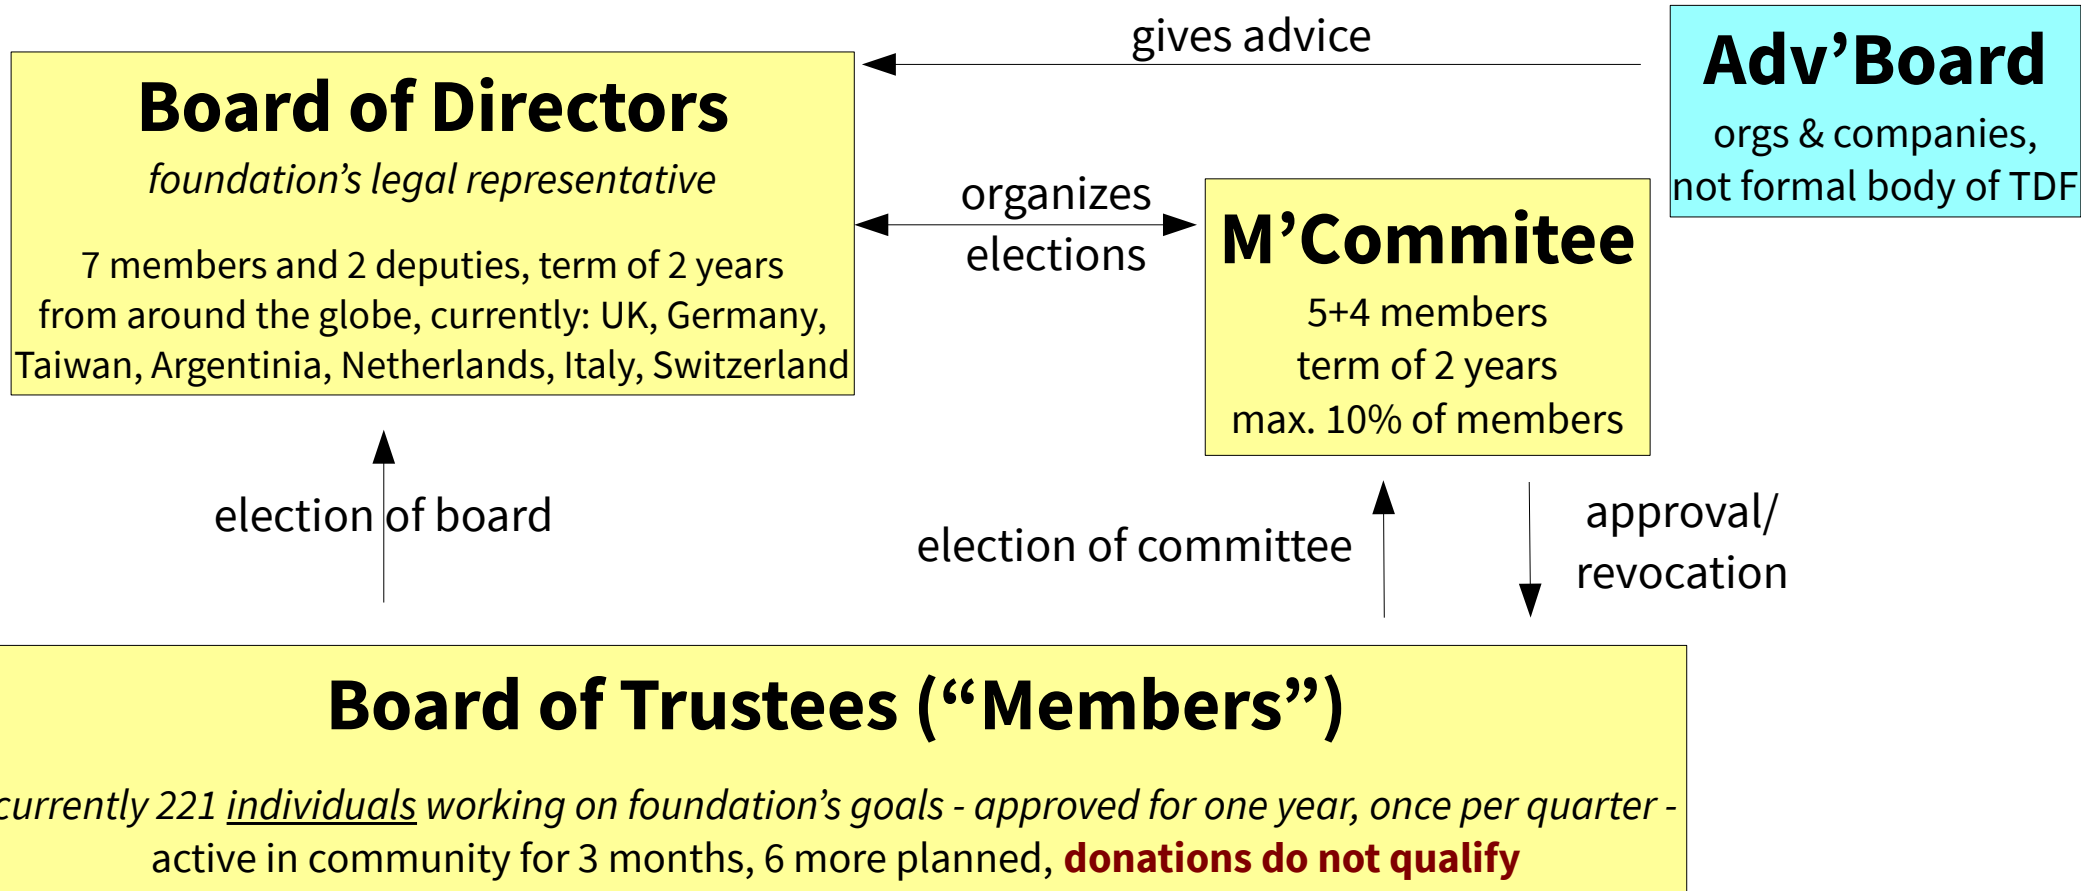 gives advice
Adv’Board
orgs & companies,
not formal body of TDF
Board of Directors
foundation’s legal representative
7 members and 2 deputies, term of 2 years
from around the globe, currently: UK, Germany,
Taiwan, Argentinia, Netherlands, Italy, Switzerland
organizes
elections
M’Commitee
5+4 members
term of 2 years
max. 10% of members
election of board
election of committee
approval/
revocation
Board of Trustees (“Members”)
currently 221 individuals working on foundation’s goals - approved for one year, once per quarter -
active in community for 3 months, 6 more planned, donations do not qualify